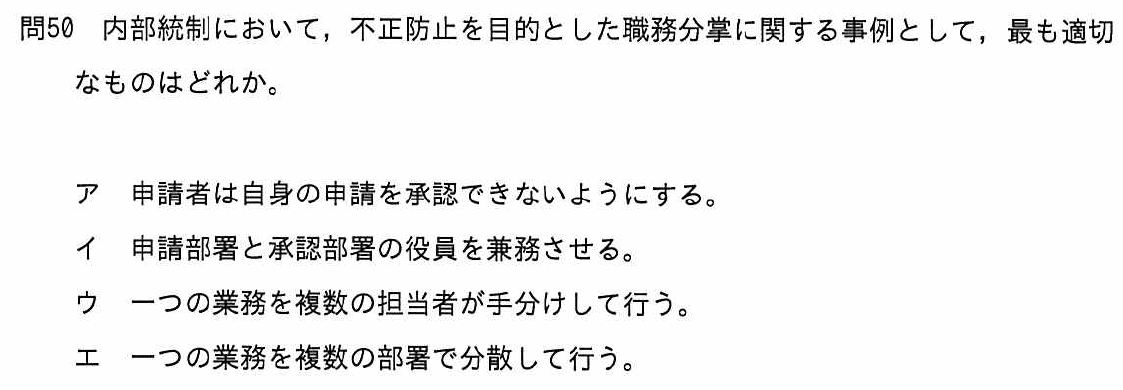 問50　内部統制において，不正防止を目的とした職務分掌に関する事例として，最も適切
なものはどれか。
ア　申請者は自身の申請を承認できないようにする。
イ　申請部署と承認部署の役員を兼務させる。
ウ　一つの業務を複数の担当者が手分けして行う。
エ　一つの業務を複数の部署で分散して行う。